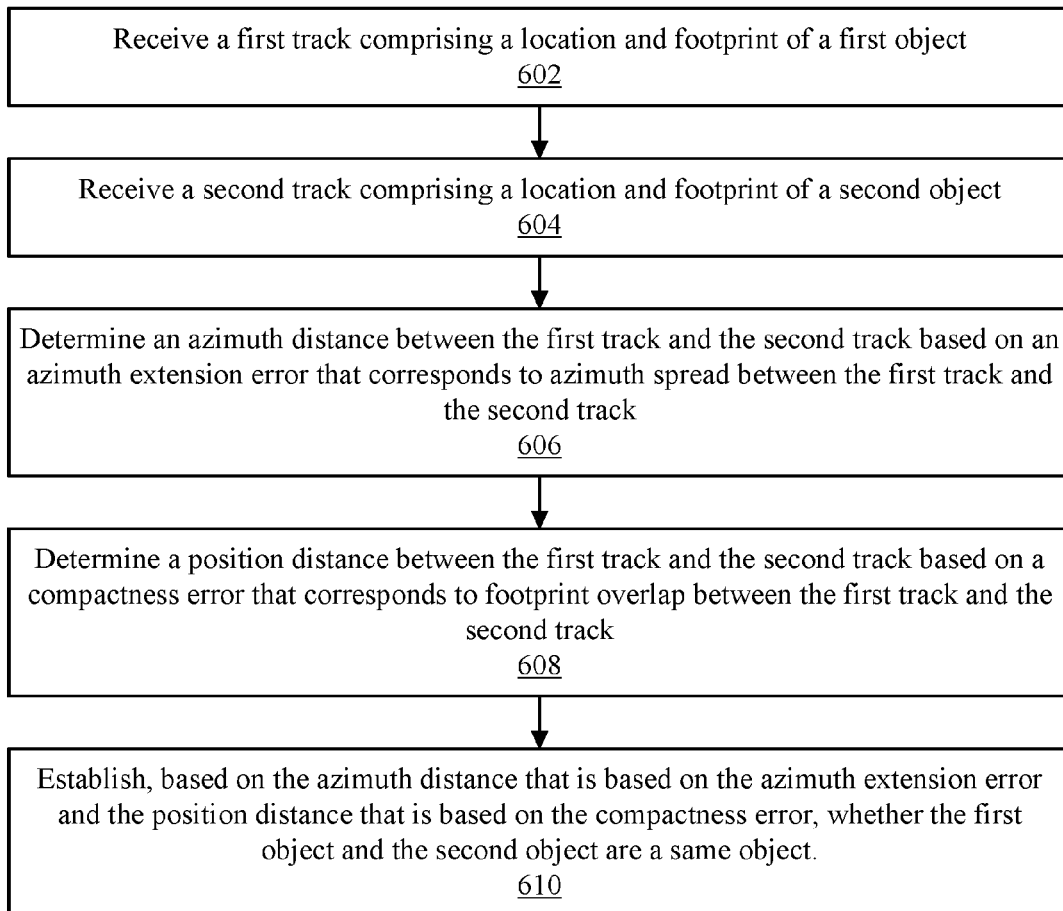 Receive a first track comprising a location and footprint of a first object
602
Receive a second track comprising a location and footprint of a second object
604
Determine an azimuth distance between the first track and the second track based on an
azimuth extension error that corresponds to azimuth spread between the first track and
the second track
606
Determine a position distance between the first track and the second track based on a
compactness error that corresponds to footprint overlap between the first track and the
second track
608
Establish, based on the azimuth distance that is based on the azimuth extension error
and the position distance that is based on the compactness error, whether the first
object and the second object are a same object.
610